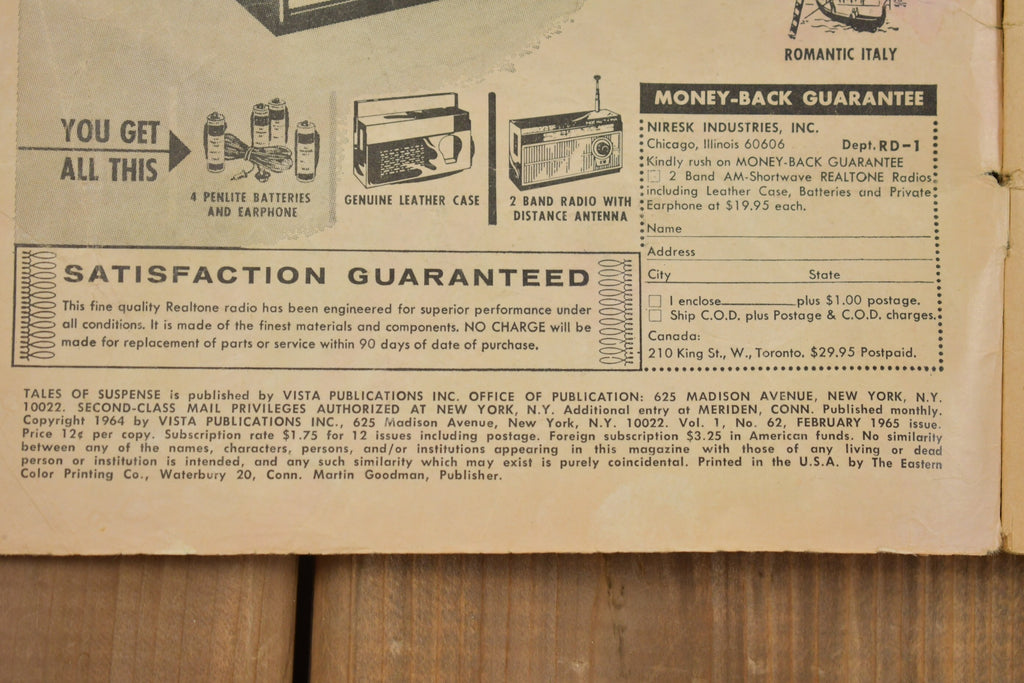 ROMANTIC ITALY
YOU GET
ALL THIS
4 PENLITE BATTERIES
AND EARPHONE
GENUINE LEATHER CASE
2 BAND RADIO WITH
DISTANCE ANTENNA
SATISFACTION GUARANTEED
This fine quality Realtone radio has been engineered for superior performance under
all conditions. It is made of the finest materials and components. NO CHARGE will be
made for replacement of parts or service within 90 days of date of purchase.
MONEY-BACK GUARANTEE
NIRESK INDUSTRIES, INC.
Chicago, Illinois 60606 Dept. RD-1
Kindly rush on MONEY-BACK GUARANTEE
2 Band AM-Shortwave REALTONE Radios
including Leather Case, Batteries and Private
Earphone at $19.95 each.
Name
Address
City State
I enclose plus $1.00 postage.
Ship C.O.D. plus Postage & C.O.D. charges.
Canada:
210 King St., W., Toronto. $29.95 Postpaid.
TALES OF SUSPENSE is published by VISTA PUBLICATIONS INC. OFFICE OF PUBLICATION: 625 MADISON AVENUE, NEW YORK, N.Y.
10022. SECOND-CLASS MAIL PRIVILEGES AUTHORIZED AT NEW YORK, N.Y. Additional entry at MERIDEN, CONN. Published monthly.
Copyright 1964 by VISTA PUBLICATIONS INC., 625 Madison Avenue, New York, N.Y. 10022. Vol. 1, No. 62, FEBRUARY 1965 issue.
Price 12¢ per copy. Subscription rate $1.75 for 12 issues including postage. Foreign subscription $3.25 in American funds. No similarity
between any of the names, characters, persons, and/or institutions appearing in this magazine with those of any living or dead
person or institution is intended, and any such similarity which may exist is purely coincidental. Printed in the U.S.A. by The Eastern
Color Printing Co., Waterbury 20, Conn. Martin Goodman, Publisher.